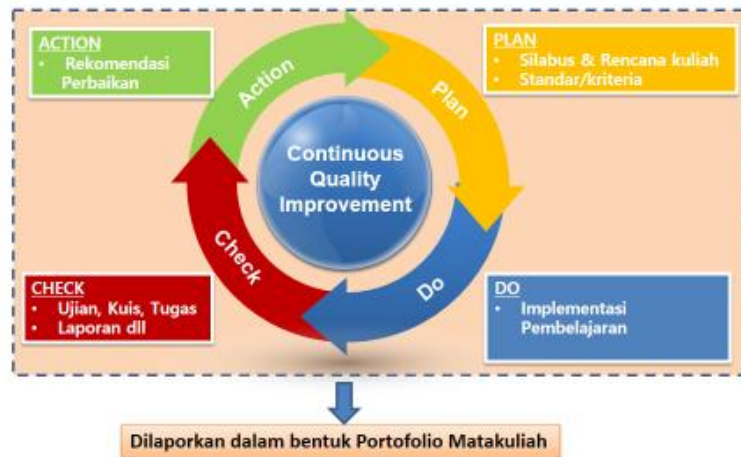 ACTION
• Rekomendasi
Perbaikan
PLAN
• Silabus & Rencana kuliah
• Standar/kriteria
Action
Plan
Continuous
Quality
Improvement
Check
Do
CHECK
• Ujian, Kuis, Tugas
• Laporan dll
DO
• Implementasi
Pembelajaran
Dilaporkan dalam bentuk Portofolio Matakuliah